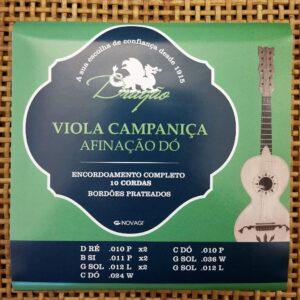 A sua escolha de confiança desde 1915
Dragão
VIOLA CAMPANIÇA
AFINAÇÃO DÓ
ENCORDOAMENTO COMPLETO
10 CORDAS
BORDÕES PRATEADOS
NOVAGI
D RÉ .010 P x2
B SI .011 P x2
G SOL .012 L x2
C DÓ .024 W
C DÓ .010 P
G SOL .036 W
G SOL .012 L